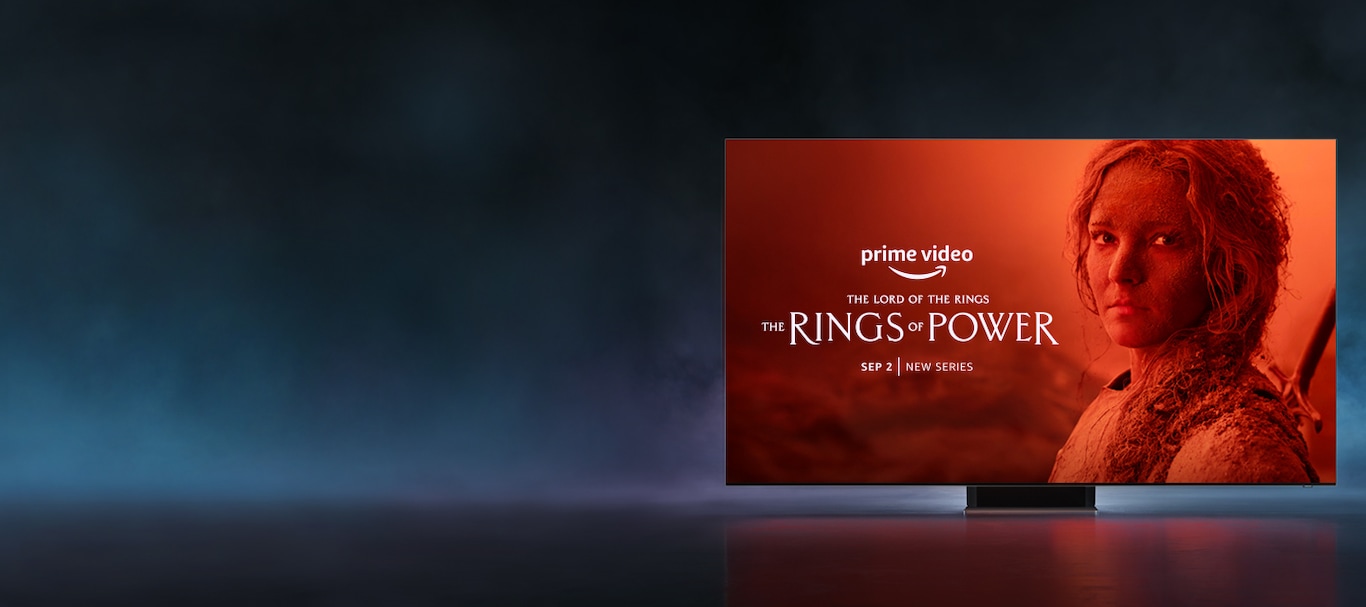 prime video
THE LORD OF THE RINGS
THE RINGS OF POWER
SEP 2 | NEW SERIES